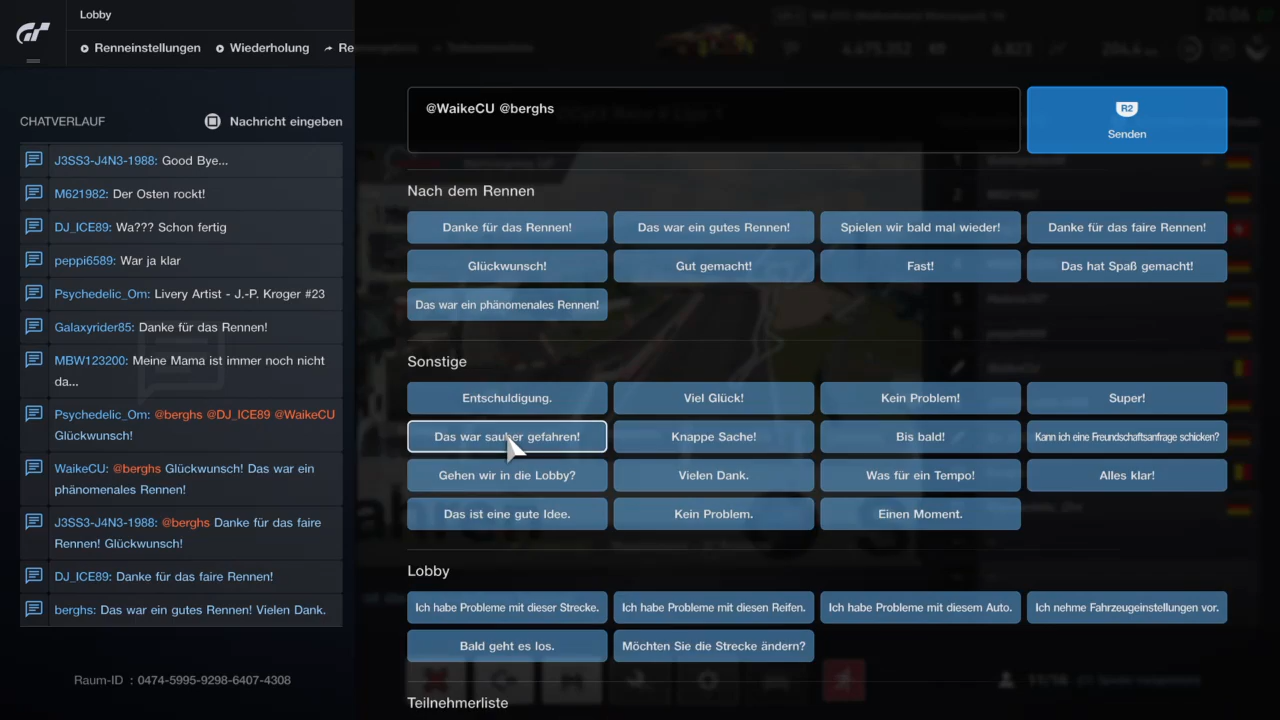 Lobby
Renneinstellungen
Wiederholung
Re
CHATVERLAUF
Nachricht eingeben
J3SS3-J4N3-1988: Good Bye...
M621982: Der Osten rockt!
DJ_ICE89: Wa??? Schon fertig
peppi6589: War ja klar
Psychedelic_Om: Livery Artist - J.-P. Kroger #23
Galaxyrider85: Danke für das Rennen!
MBW123200: Meine Mama ist immer noch nicht
da...
Psychedelic_Om: @berghs @DJ_ICE89 @WaikeCU
Glückwunsch!
WaikeCU: @berghs Glückwunsch! Das war ein
phänomenales Rennen!
J3SS3-J4N3-1988: @berghs Danke für das faire
Rennen! Glückwunsch!
DJ_ICE89: Danke für das faire Rennen!
berghs: Das war ein gutes Rennen! Vielen Dank.
Raum-ID : 0474-5995-9298-6407-4308
@WaikeCU @berghs
R2
Senden
Nach dem Rennen
Danke für das Rennen!
Das war ein gutes Rennen!
Spielen wir bald mal wieder!
Danke für das faire Rennen!
Glückwunsch!
Gut gemacht!
Fast!
Das hat Spaß gemacht!
Das war ein phänomenales Rennen!
Sonstige
Entschuldigung.
Viel Glück!
Kein Problem!
Super!
Das war sauber gefahren!
Knappe Sache!
Bis bald!
Kann ich eine Freundschaftsanfrage schicken?
Gehen wir in die Lobby?
Vielen Dank.
Was für ein Tempo!
Alles klar!
Das ist eine gute Idee.
Kein Problem.
Einen Moment.
Lobby
Ich habe Probleme mit dieser Strecke.
Ich habe Probleme mit diesen Reifen.
Ich habe Probleme mit diesem Auto.
Ich nehme Fahrzeugeinstellungen vor.
Bald geht es los.
Möchten Sie die Strecke ändern?
Teilnehmerliste